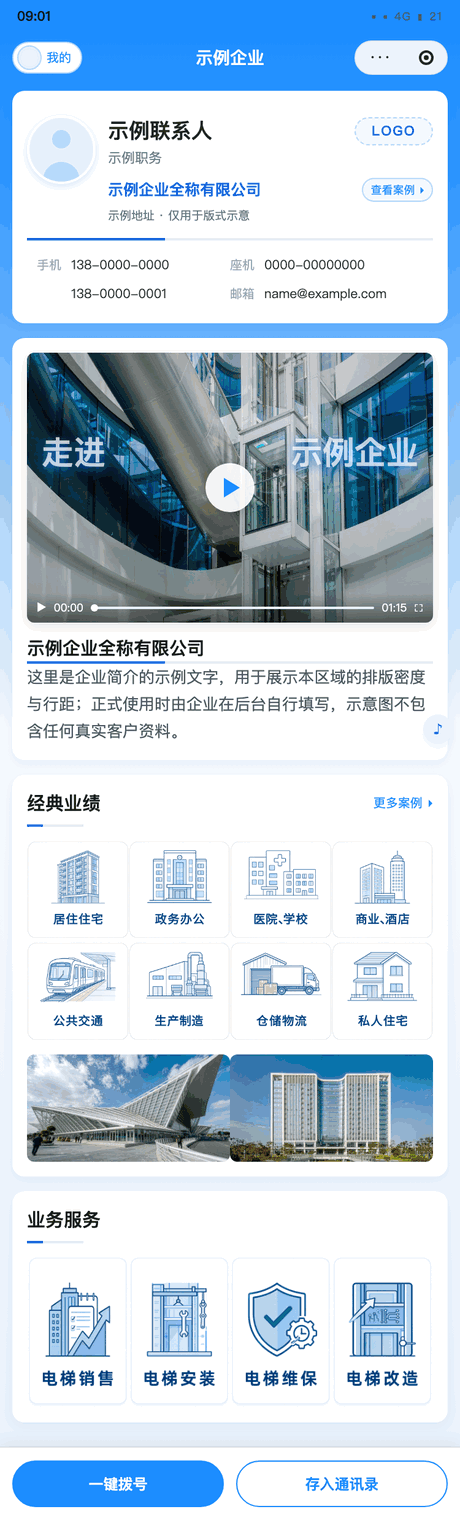 09:01
4G 21
我的
示例企业
示例联系人
LOGO
示例职务
示例企业全称有限公司
查看案例
示例地址 · 仅用于版式示意
手机 138-0000-0000
座机 0000-00000000
138-0000-0001
邮箱 name@example.com
走进 示例企业
00:00 01:15
示例企业全称有限公司
这里是企业简介的示例文字，用于展示本区域的排版密度
与行距；正式使用时由企业在后台自行填写，示意图不包
含任何真实客户资料。
经典业绩
更多案例
居住住宅 政务办公 医院、学校 商业、酒店
公共交通 生产制造 仓储物流 私人住宅
业务服务
电梯销售 电梯安装 电梯维保 电梯改造
一键拨号 存入通讯录